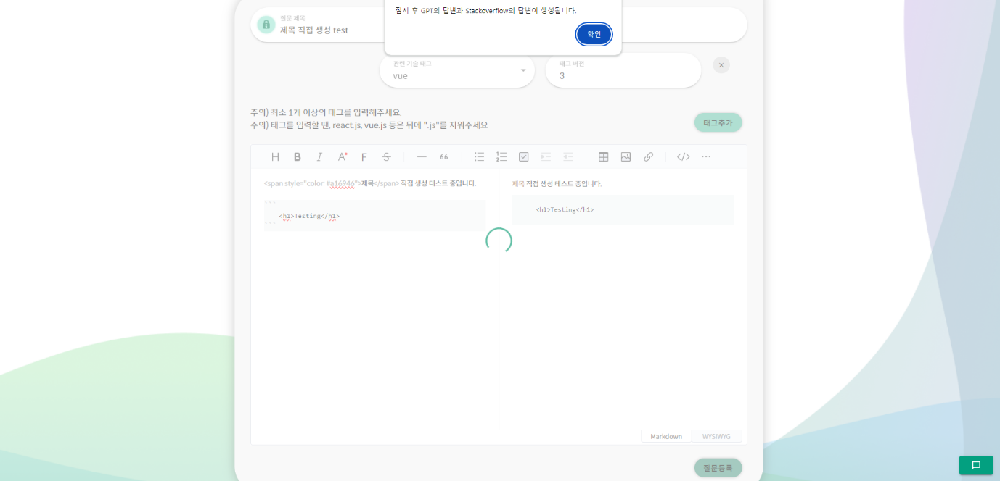 잠시 후 GPT의 답변과 Stackoverflow의 답변이 생성됩니다.
확인
질문 제목
제목 직접 생성 test
관련 기술 태그
vue
태그 버전
3
주의) 최소 1개 이상의 태그를 입력해주세요.
주의) 태그를 입력할 땐, react.js, vue.js 등은 뒤에 ".js"를 지워주세요
태그추가
H B I A F S 66
<span style="color: #a16946">제목</span> 직접 생성 테스트 중입니다.
```
<h1>Testing</h1>
```
제목 직접 생성 테스트 중입니다.
<h1>Testing</h1>
Markdown
WYSIWYG
질문등록